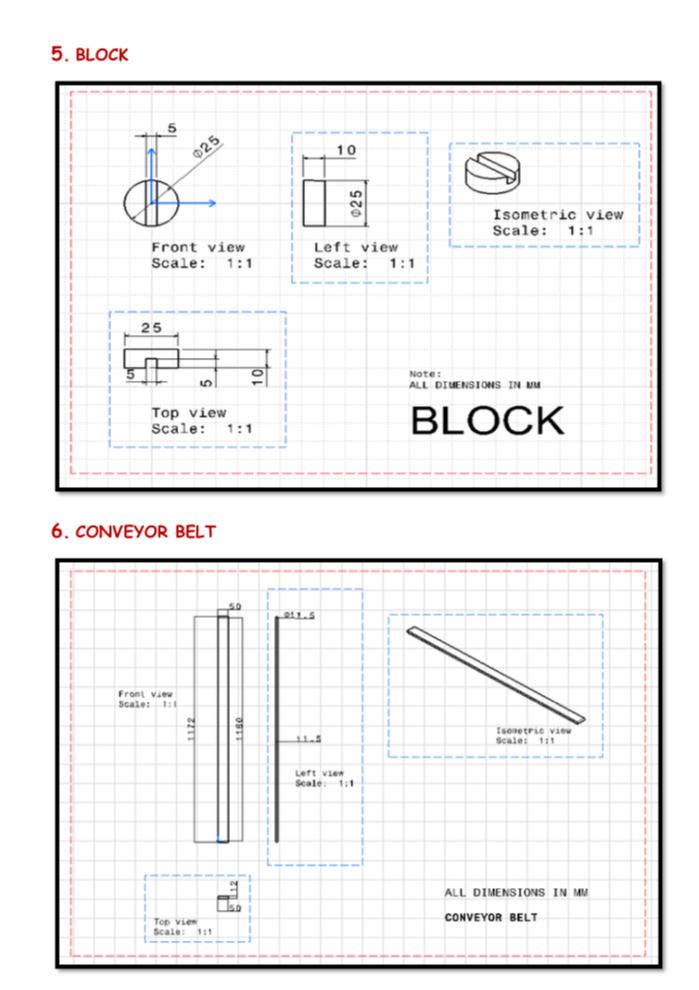 5. BLOCK
5
Φ25
Front view
Scale: 1:1
10
Φ25
Left view
Scale: 1:1
Isometric view
Scale: 1:1
25
5
5
10
Top view
Scale: 1:1
Note:
ALL DIMENSIONS IN MM
BLOCK
6. CONVEYOR BELT
50
1172
1160
Front view
Scale: 1:1
11.5
11.5
Left view
Scale: 1:1
Isometric view
Scale: 1:1
12
50
Top view
Scale: 1:1
ALL DIMENSIONS IN MM
CONVEYOR BELT